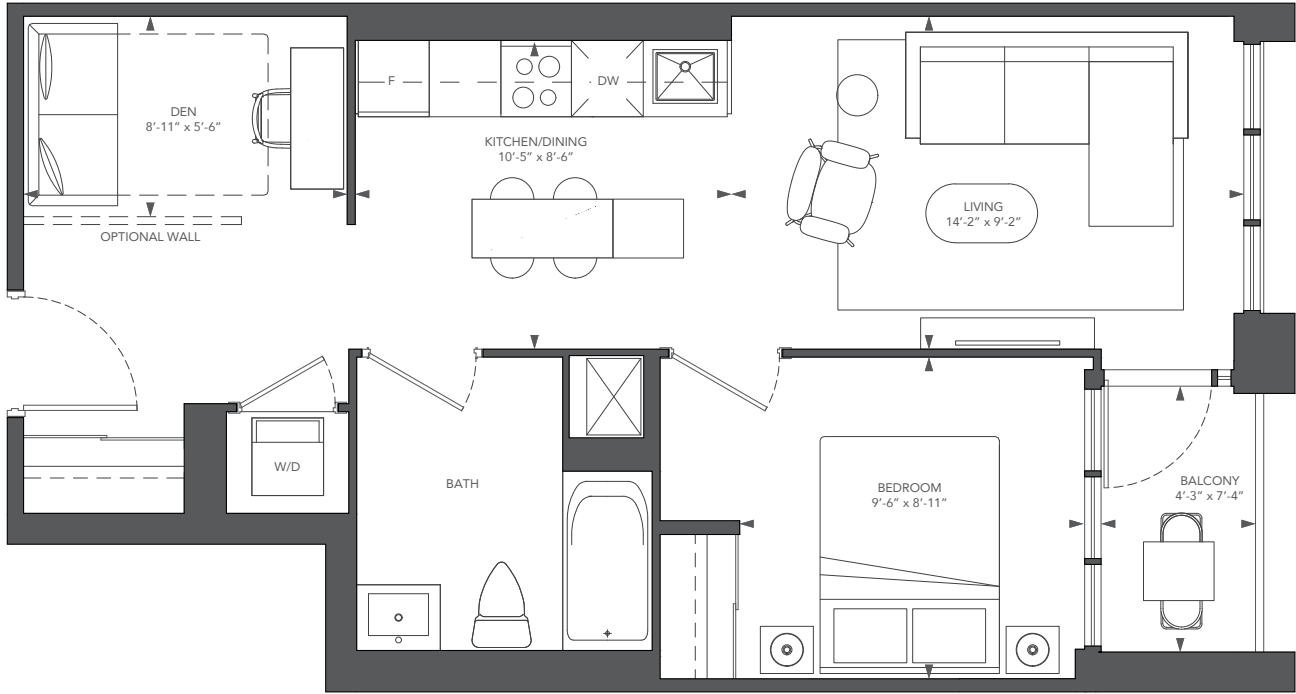 DEN
8'-11" x 5'-6"
OPTIONAL WALL
F
DW
KITCHEN/DINING
10'-5" x 8'-6"
LIVING
14'-2" x 9'-2"
W/D
BATH
BEDROOM
9'-6" x 8'-11"
BALCONY
4'-3" x 7'-4"